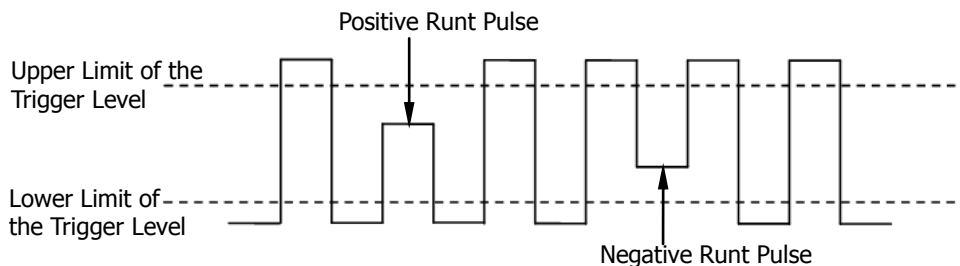 Positive Runt Pulse
Upper Limit of the
Trigger Level
Lower Limit of
the Trigger Level
Negative Runt Pulse